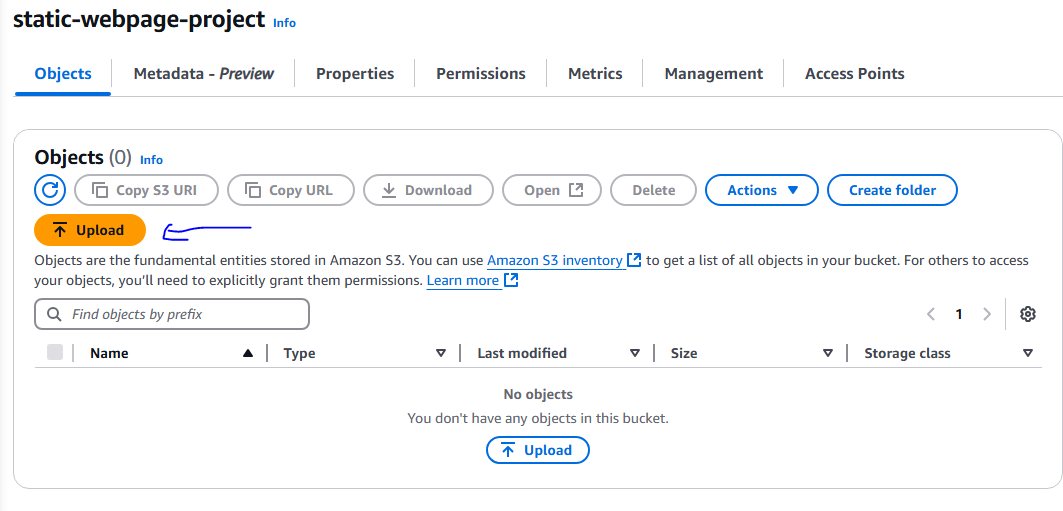 static-webpage-project Info
Objects Metadata - Preview Properties Permissions Metrics Management Access Points
Objects (0) Info
Copy S3 URI Copy URL Download Open Delete Actions Create folder
Upload
Objects are the fundamental entities stored in Amazon S3. You can use Amazon S3 inventory to get a list of all objects in your bucket. For others to access
your objects, you'll need to explicitly grant them permissions. Learn more
Find objects by prefix 1
Name Type Last modified Size Storage class
No objects
You don't have any objects in this bucket.
Upload